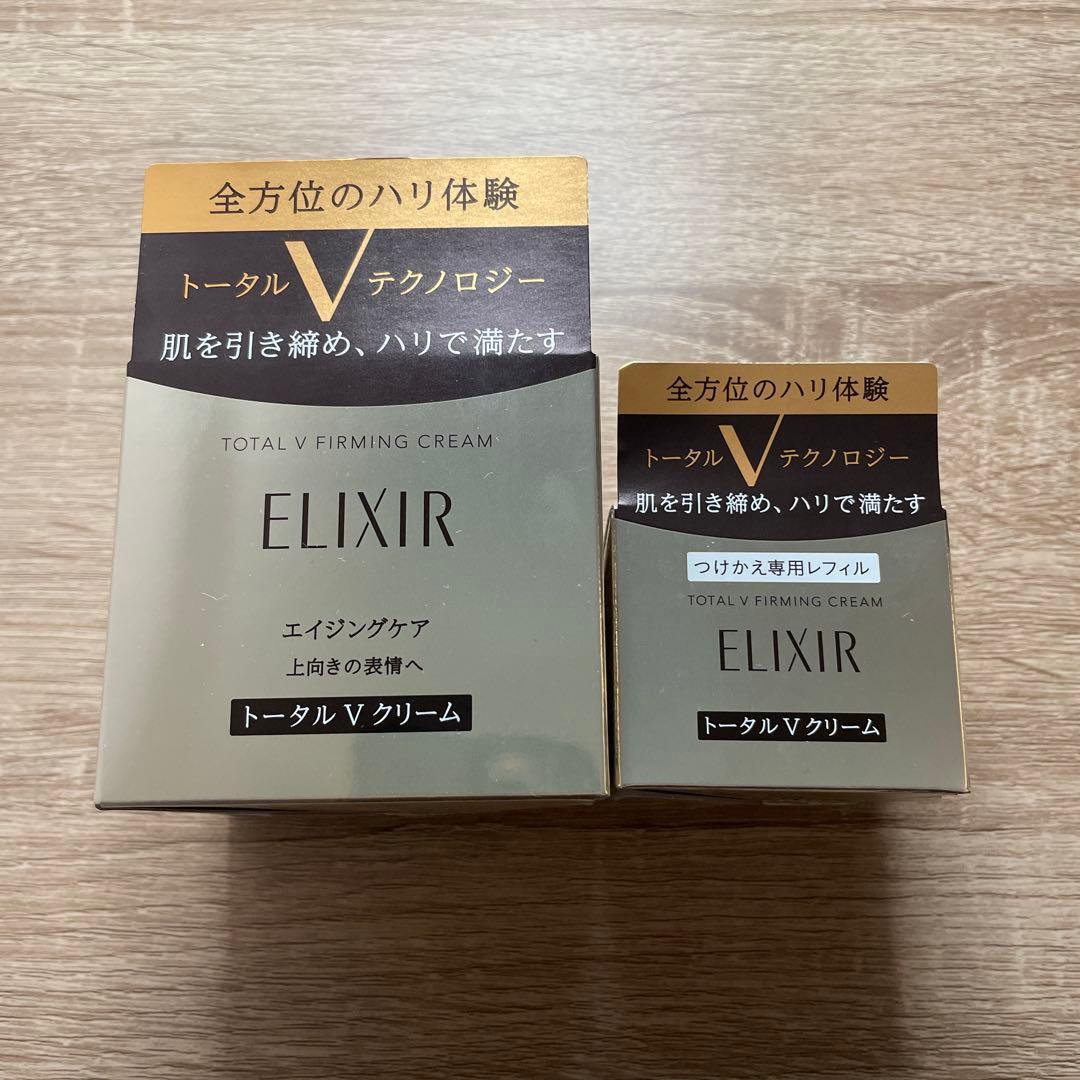 全方位のハリ体験
トータルVテクノロジー
肌を引き締め、ハリで満たす
TOTAL V FIRMING CREAM
ELIXIR
エイジングケア
上向きの表情へ
トータル V クリーム
全方位のハリ体験
トータルVテクノロジー
肌を引き締め、ハリで満たす
つけかえ専用レフィル
TOTAL V FIRMING CREAM
ELIXIR
トータル V クリーム